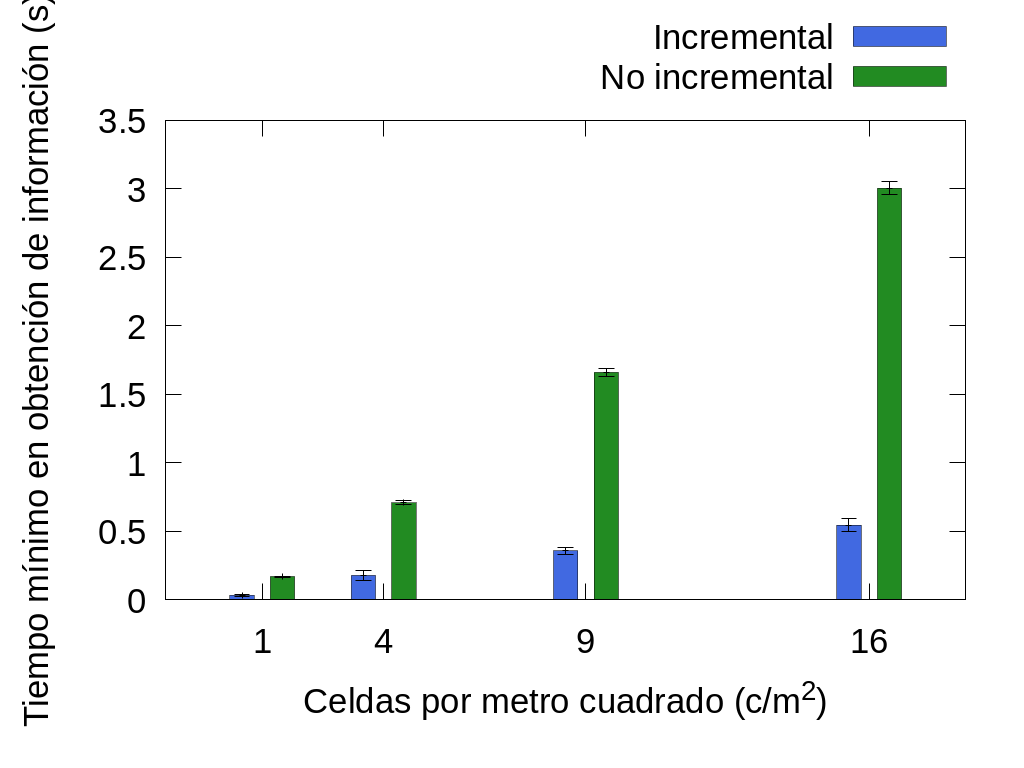 Incremental
No incremental
Tiempo mínimo en obtención de información (s)
3.5
3
2.5
2
1.5
1
0.5
0
1 4 9 16
Celdas por metro cuadrado (c/m²)